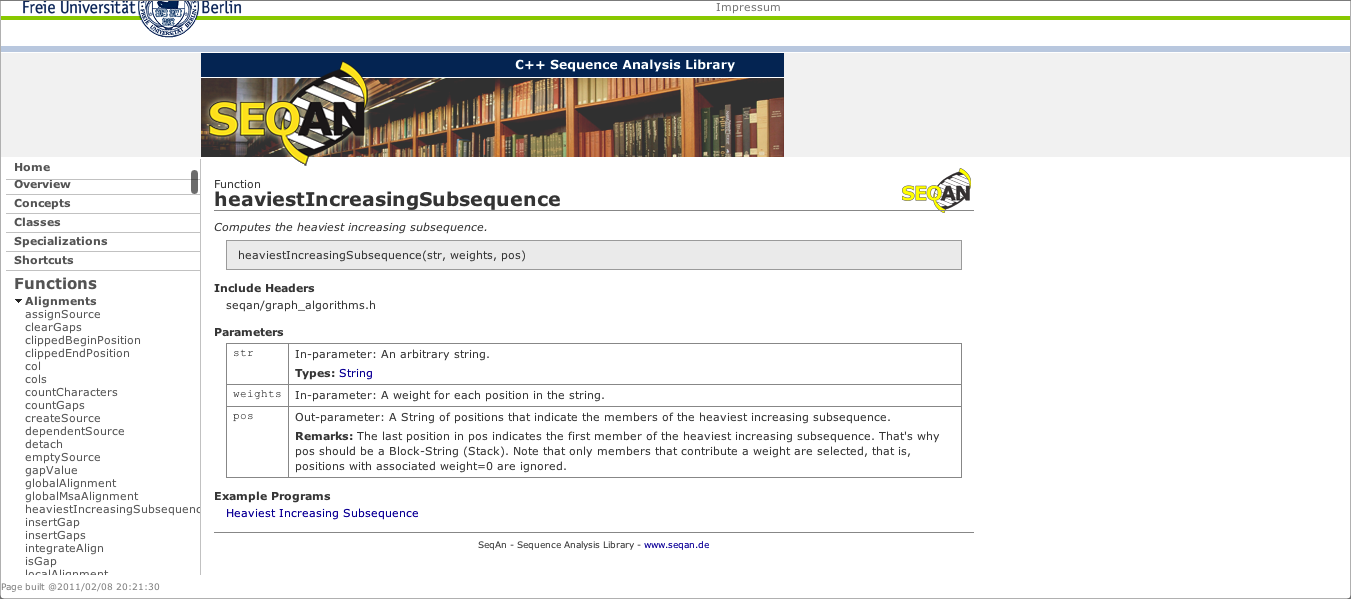 Freie Universität Berlin
Impressum
C++ Sequence Analysis Library
SEQAN
Home
Overview
Concepts
Classes
Specializations
Shortcuts
Functions
Alignments
assignSource
clearGaps
clippedBeginPosition
clippedEndPosition
col
cols
countCharacters
countGaps
createSource
dependentSource
detach
emptySource
gapValue
globalAlignment
globalMsaAlignment
heaviestIncreasingSubsequenc
insertGap
insertGaps
integrateAlign
isGap
localAlignment
Function
heaviestIncreasingSubsequence
SEQAN
Computes the heaviest increasing subsequence.
heaviestIncreasingSubsequence(str, weights, pos)
Include Headers
seqan/graph_algorithms.h
Parameters
str
In-parameter: An arbitrary string.
Types: String
weights
In-parameter: A weight for each position in the string.
pos
Out-parameter: A String of positions that indicate the members of the heaviest increasing subsequence.
Remarks: The last position in pos indicates the first member of the heaviest increasing subsequence. That's why
pos should be a Block-String (Stack). Note that only members that contribute a weight are selected, that is,
positions with associated weight=0 are ignored.
Example Programs
Heaviest Increasing Subsequence
SeqAn - Sequence Analysis Library - www.seqan.de
Page built @2011/02/08 20:21:30